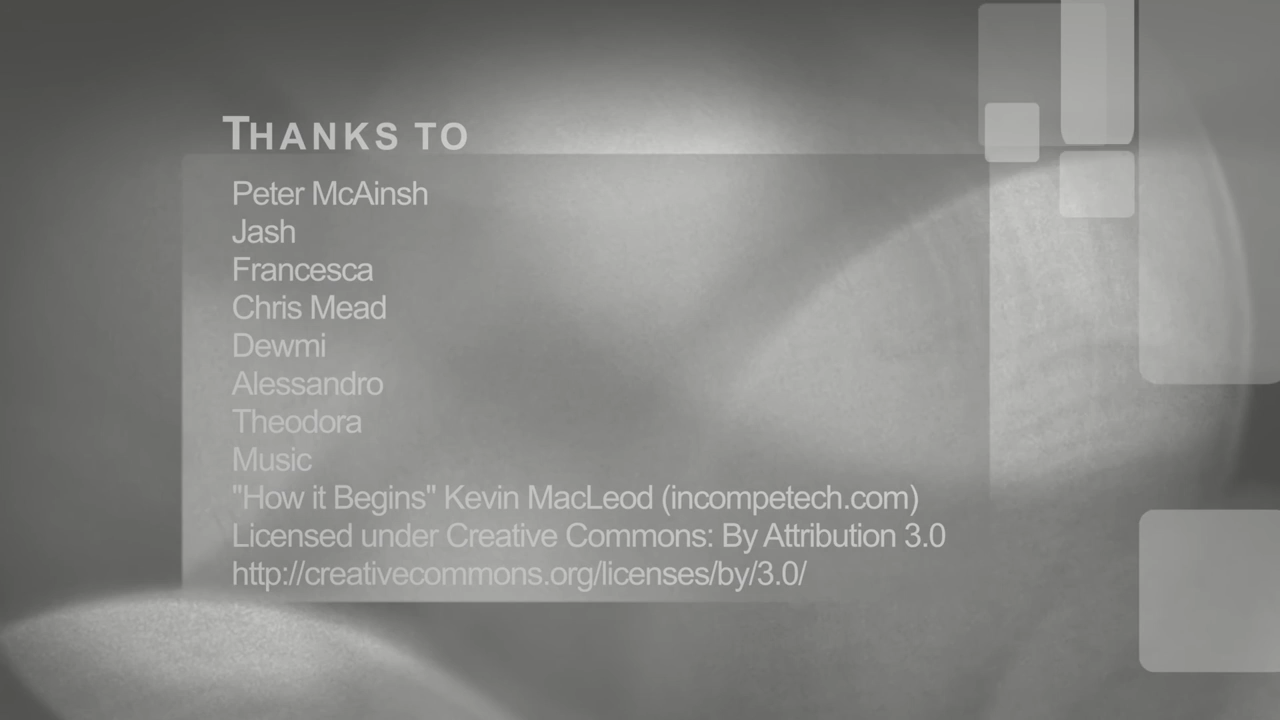 THANKS TO
Peter McAinsh
Jash
Francesca
Chris Mead
Dewmi
Alessandro
Theodora
Music
"How it Begins" Kevin MacLeod (incompetech.com)
Licensed under Creative Commons: By Attribution 3.0
http://creativecommons.org/licenses/by/3.0/